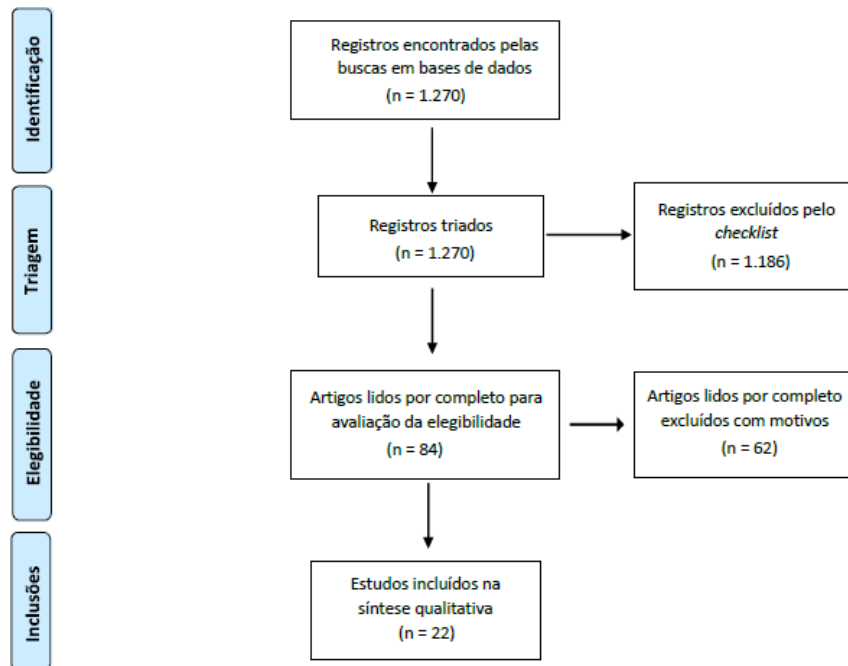 Identificação
Registros encontrados pelas
buscas em bases de dados
(n = 1.270)
Triagem
Registros triados
(n = 1.270)
Registros excluídos pelo
checklist
(n = 1.186)
Elegibilidade
Artigos lidos por completo para
avaliação da elegibilidade
(n = 84)
Artigos lidos por completo
excluídos com motivos
(n = 62)
Inclusões
Estudos incluídos na
síntese qualitativa
(n = 22)